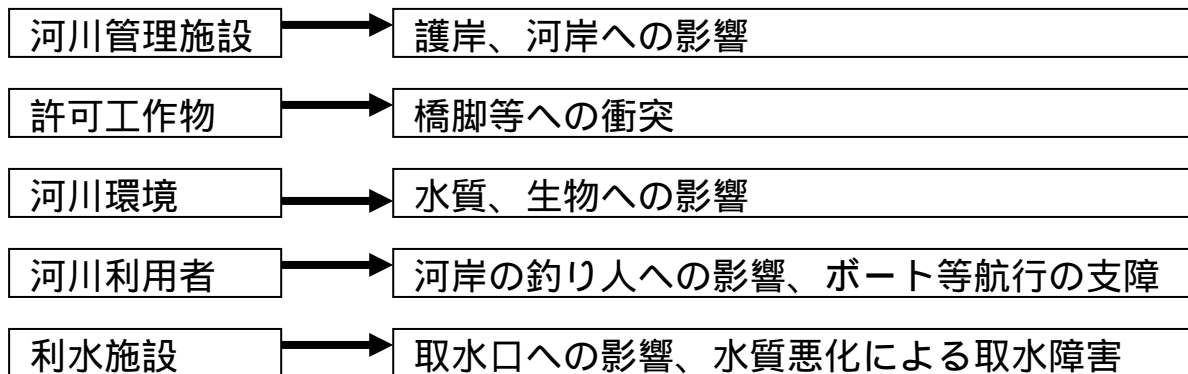 河川管理施設 護岸、河岸への影響
許可工作物 橋脚等への衝突
河川環境 水質、生物への影響
河川利用者 河岸の釣り人への影響、ボート等航行の支障
利水施設 取水口への影響、水質悪化による取水障害